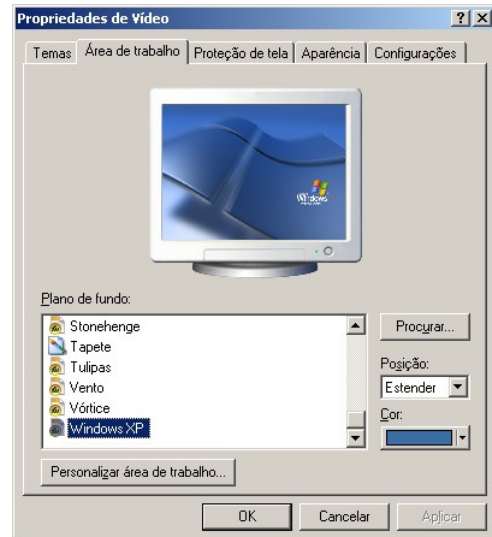 Propriedades de Vídeo
Temas Área de trabalho Proteção de tela Aparência Configurações
Windows
Plano de fundo:
Stonehenge
Tapete
Tulipas
Vento
Vórtice
Windows XP
Procurar...
Posição:
Estender
Cor:
Personalizar área de trabalho...
OK Cancelar Aplicar